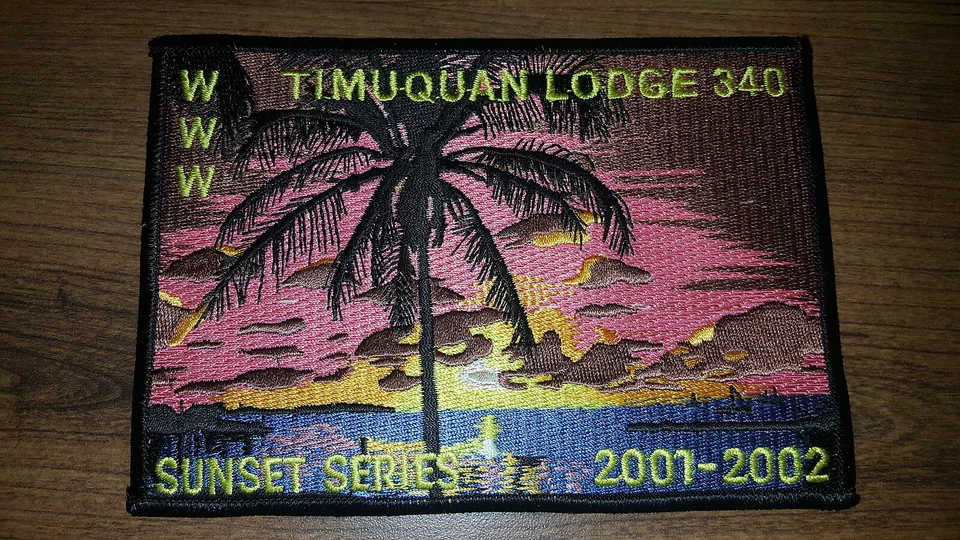 W TIMUQUAN LODGE 340
W
W
SUNSET SERIES 2001-2002